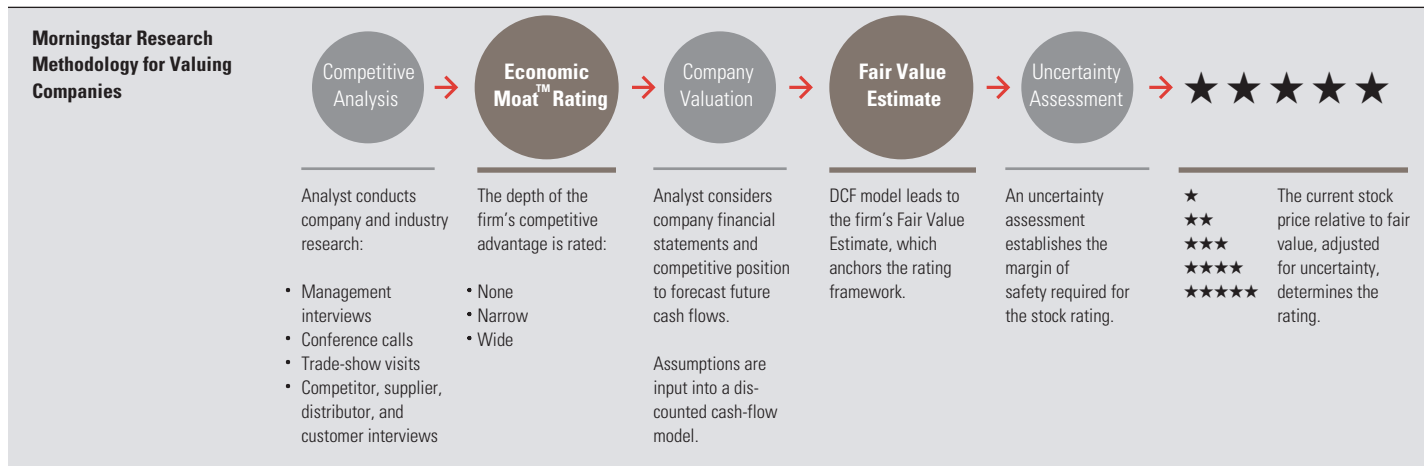 Morningstar Research
Methodology for Valuing
Companies
Competitive
Analysis
Economic
Moat™ Rating
Company
Valuation
Fair Value
Estimate
Uncertainty
Assessment
★ ★ ★ ★ ★
Analyst conducts
company and industry
research:
• Management
interviews
• Conference calls
• Trade-show visits
• Competitor, supplier,
distributor, and
customer interviews
The depth of the
firm's competitive
advantage is rated:
• None
• Narrow
• Wide
Analyst considers
company financial
statements and
competitive position
to forecast future
cash flows.
Assumptions are
input into a dis-
counted cash-flow
model.
DCF model leads to
the firm's Fair Value
Estimate, which
anchors the rating
framework.
An uncertainty
assessment
establishes the
margin of
safety required for
the stock rating.
★
★★
★★★
★★★★
★★★★★
The current stock
price relative to fair
value, adjusted
for uncertainty,
determines the
rating.